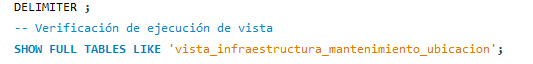 DELIMITER ;
-- Verificación de ejecución de vista
SHOW FULL TABLES LIKE 'vista_infraestructura_mantenimiento_ubicacion';